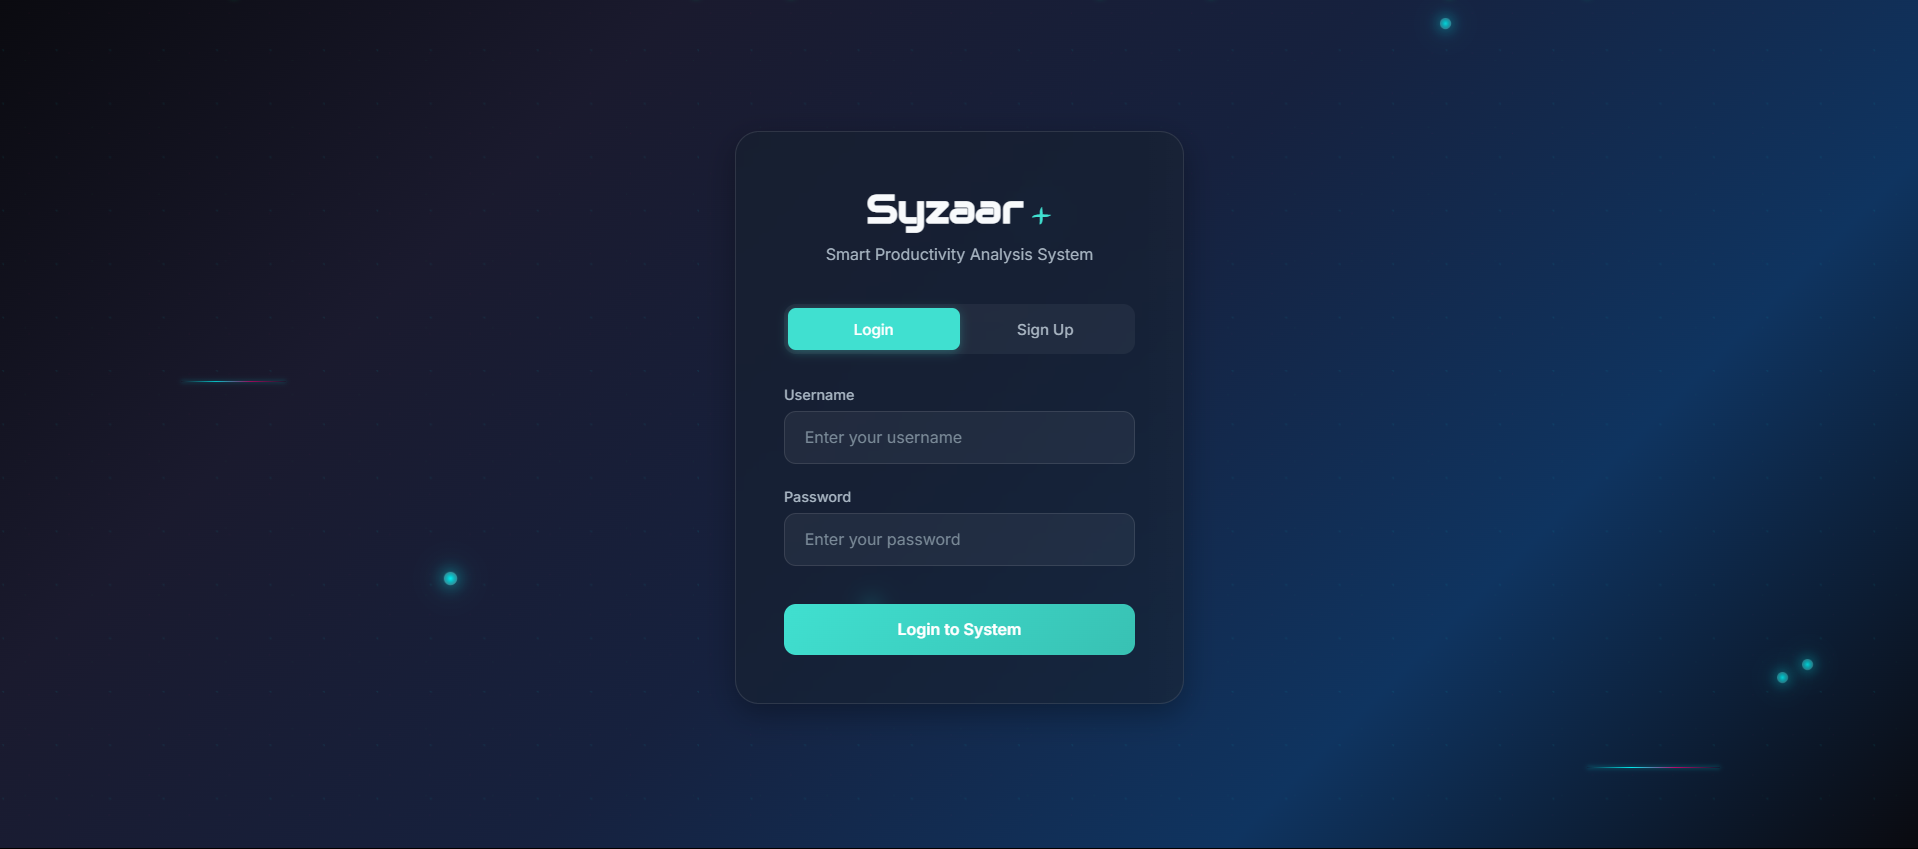 Syzaar
Smart Productivity Analysis System
Login
Sign Up
Username
Enter your username
Password
Enter your password
Login to System